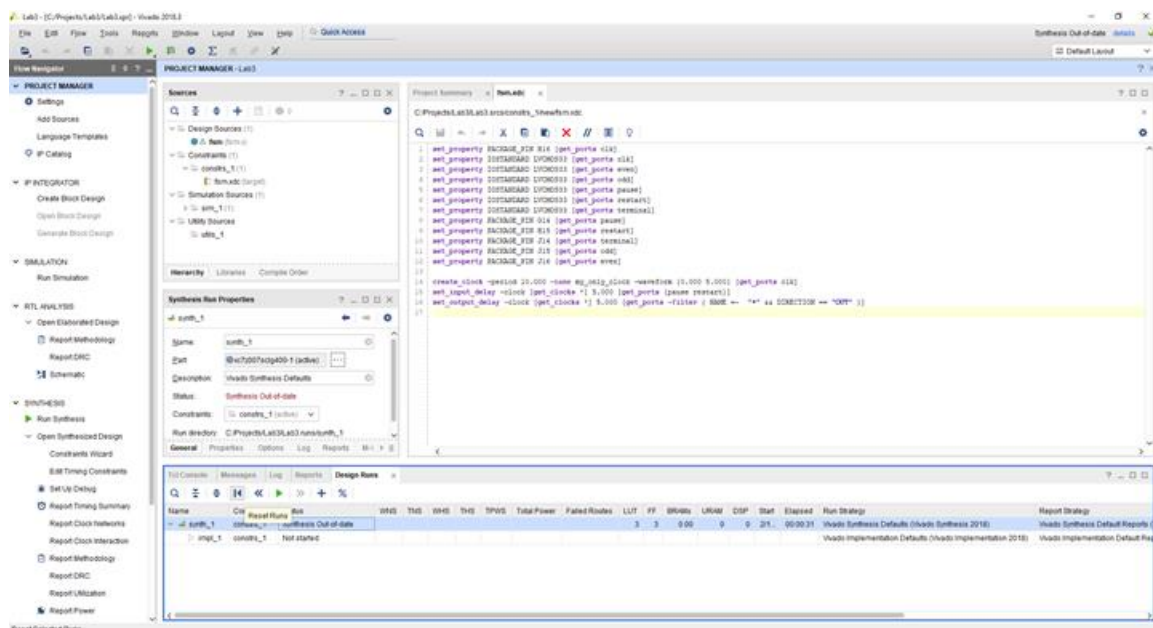 Lab3 - [C:/Projects/Lab3/Lab3.xpr] - Vivado 2018.3
File Edit Flow Tools Reports Window Layout View Help Quick Access
Synthesis Out-of-date details
Default Layout
Flow Navigator
PROJECT MANAGER
Settings
Add Sources
Language Templates
IP Catalog
IP INTEGRATOR
Create Block Design
Open Block Design
Generate Block Design
SIMULATION
Run Simulation
RTL ANALYSIS
Open Elaborated Design
Report Methodology
Report DRC
Schematic
SYNTHESIS
Run Synthesis
Open Synthesized Design
Constraints Wizard
Edit Timing Constraints
Set Up Debug
Report Timing Summary
Report Clock Networks
Report Clock Interaction
Report Methodology
Report DRC
Report Utilization
Report Power
PROJECT MANAGER - Lab3
Sources
Design Sources (1)
fsm (fsm.v)
Constraints (1)
constrs_1 (1)
fsm.xdc (target)
Simulation Sources (1)
sim_1 (1)
Utility Sources
utils_1
Hierarchy Libraries Compile Order
Synthesis Run Properties
synth_1
Name: synth_1
Part: xc7z007sclg400-1 (active)
Description: Vivado Synthesis Defaults
Status: Synthesis Out-of-date
Constraints: constrs_1 (active)
Run directory: C:/Projects/Lab3/Lab3.runs/synth_1
General Properties Options Log Reports
Project Summary fsm.xdc
C:/Projects/Lab3/Lab3.srcs/constrs_1/new/fsm.xdc
1 set_property PACKAGE_PIN H16 [get_ports clk]
2 set_property IOSTANDARD LVCMOS33 [get_ports clk]
3 set_property IOSTANDARD LVCMOS33 [get_ports even]
4 set_property IOSTANDARD LVCMOS33 [get_ports odd]
5 set_property IOSTANDARD LVCMOS33 [get_ports pause]
6 set_property IOSTANDARD LVCMOS33 [get_ports restart]
7 set_property IOSTANDARD LVCMOS33 [get_ports terminal]
8 set_property PACKAGE_PIN G14 [get_ports pause]
9 set_property PACKAGE_PIN H15 [get_ports restart]
10 set_property PACKAGE_PIN J14 [get_ports terminal]
11 set_property PACKAGE_PIN J15 [get_ports odd]
12 set_property PACKAGE_PIN J16 [get_ports even]
13
14 create_clock -period 10.000 -name my_only_clock -waveform {0.000 5.000} [get_ports clk]
15 set_input_delay -clock [get_clocks *] 5.000 [get_ports {pause restart}]
16 set_output_delay -clock [get_clocks *] 5.000 [get_ports -filter { NAME =~ "*" && DIRECTION == "OUT" }]
17
Tcl Console Messages Log Reports Design Runs
Name Status WNS TNS WHS THS TPWS Total Power Failed Routes LUT FF BRAMs URAM DSP Start Elapsed Run Strategy Report Strategy
Reset Runs
synth_1 constrs_1 Synthesis Out-of-date 3 3 0.00 0 0 00:00:31 Vivado Synthesis Defaults (Vivado Synthesis 2018) Vivado Synthesis Default Reports
impl_1 constrs_1 Not started Vivado Implementation Defaults (Vivado Implementation 2018) Vivado Implementation Default